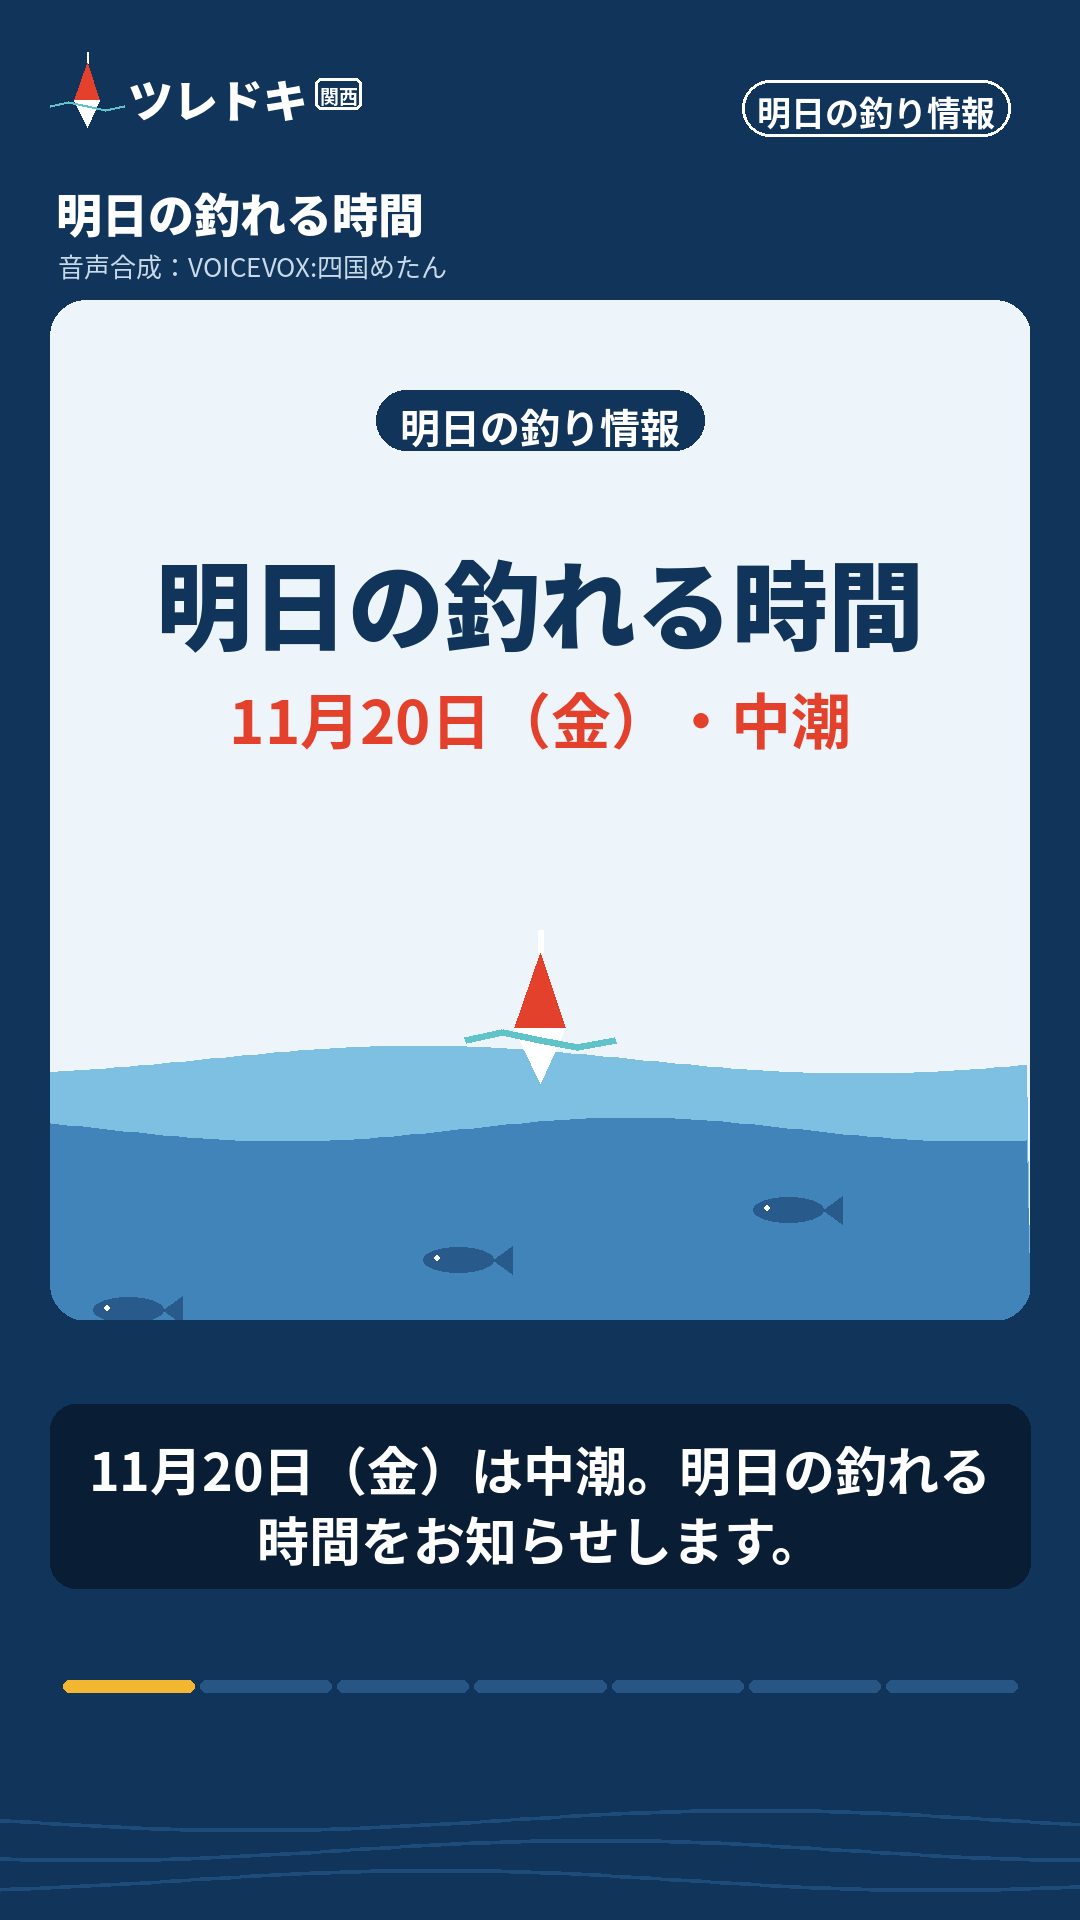 ツレドキ 関西
明日の釣り情報
明日の釣れる時間
音声合成：VOICEVOX:四国めたん
明日の釣り情報
明日の釣れる時間
11月20日（金）・中潮
11月20日（金）は中潮。明日の釣れる
時間をお知らせします。